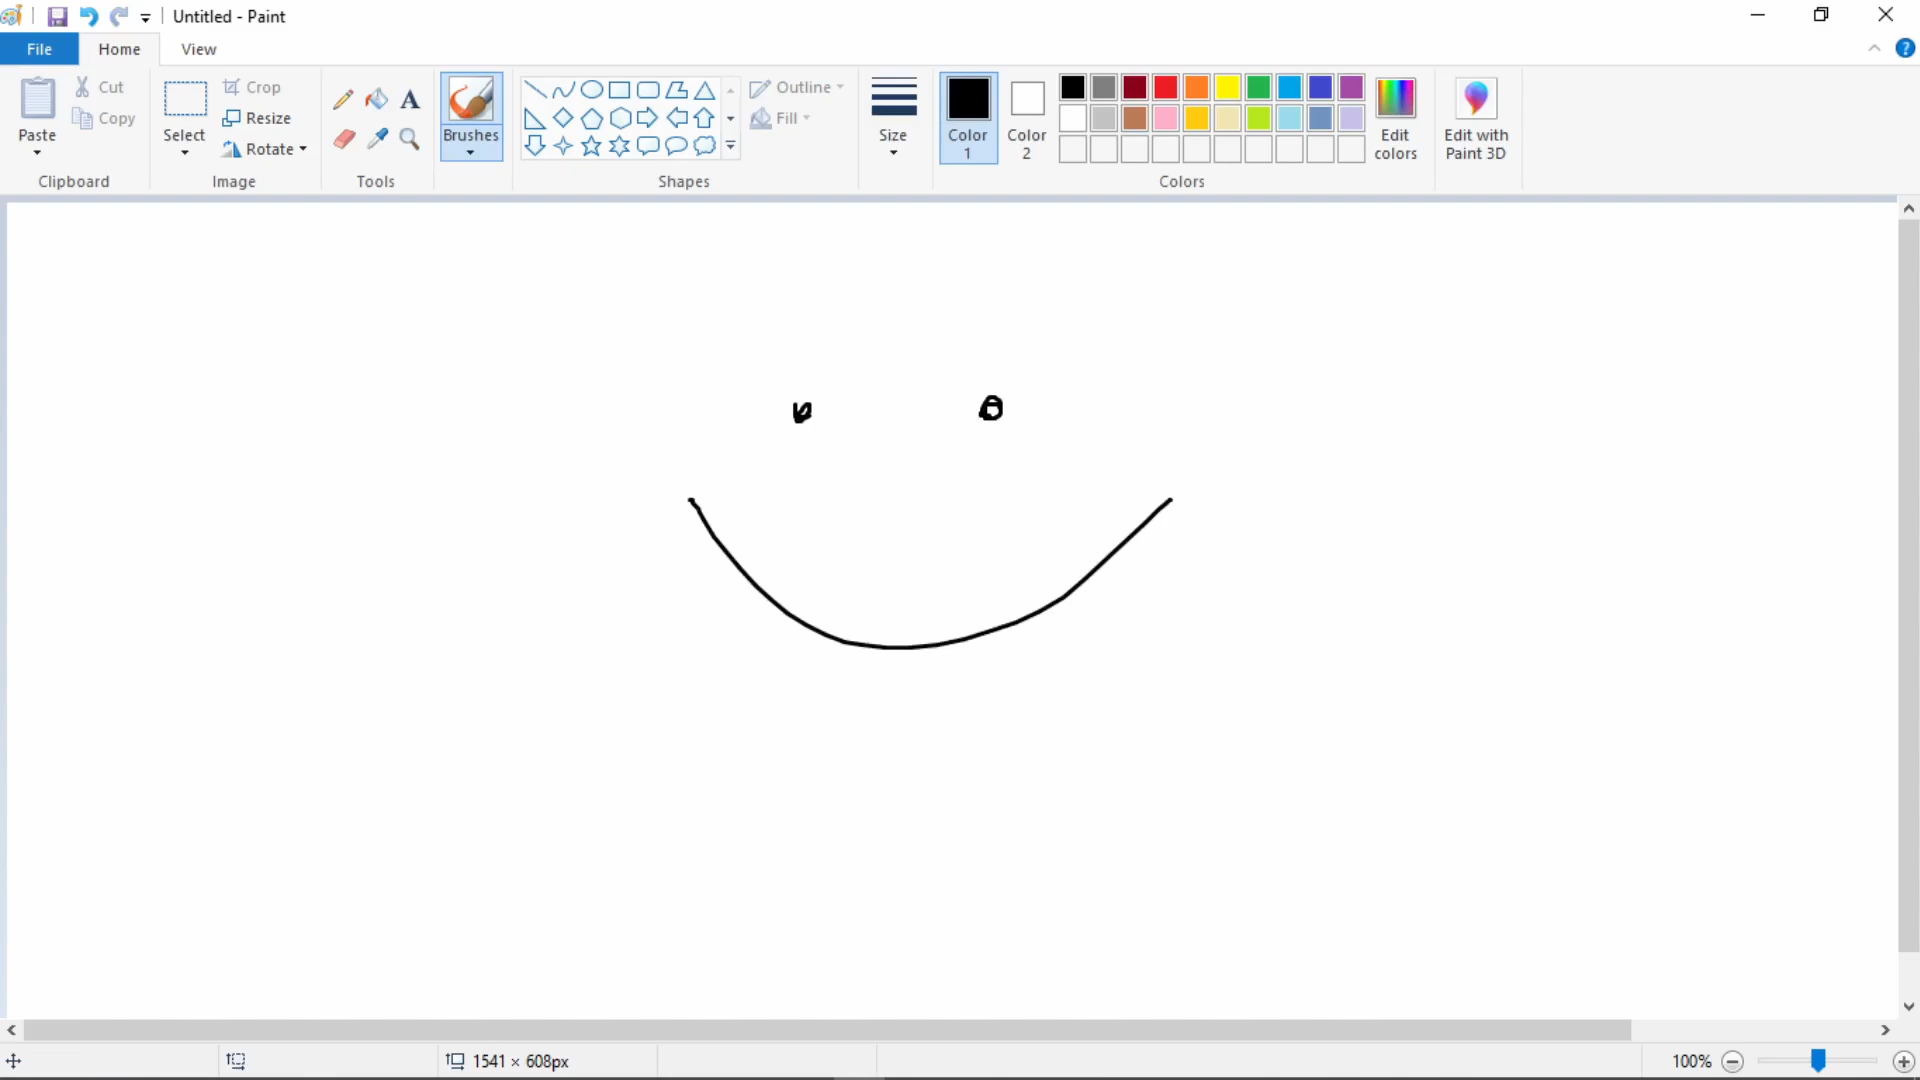 Untitled - Paint
File Home View
Paste
Cut
Copy
Clipboard
Select
Crop
Resize
Rotate
Image
A
Tools
Brushes
Shapes
Outline
Fill
Size
Color 1
Color 2
Edit colors
Colors
Edit with Paint 3D
1541 × 608px
100%